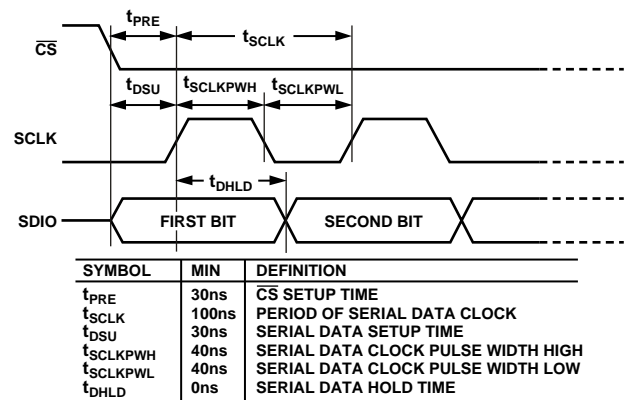 tPRE
tSCLK
CS
tDSU
tSCLKPWH
tSCLKPWL
SCLK
tDHLD
SDIO
FIRST BIT
SECOND BIT
SYMBOL MIN DEFINITION
tPRE 30ns CS SETUP TIME
tSCLK 100ns PERIOD OF SERIAL DATA CLOCK
tDSU 30ns SERIAL DATA SETUP TIME
tSCLKPWH 40ns SERIAL DATA CLOCK PULSE WIDTH HIGH
tSCLKPWL 40ns SERIAL DATA CLOCK PULSE WIDTH LOW
tDHLD 0ns SERIAL DATA HOLD TIME